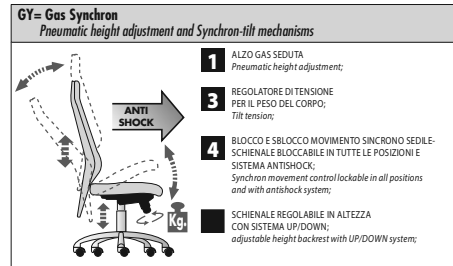 GY= Gas Synchron
Pneumatic height adjustment and Synchron-tilt mechanisms
ANTI
SHOCK
Kg.
1
ALZO GAS SEDUTA
Pneumatic height adjustment;
3
REGOLATORE DI TENSIONE
PER IL PESO DEL CORPO;
Tilt tension;
4
BLOCCO E SBLOCCO MOVIMENTO SINCRONO SEDILE-
SCHIENALE BLOCCABILE IN TUTTE LE POSIZIONI E
SISTEMA ANTISHOCK;
Synchron movement control lockable in all positions
and with antishock system;
SCHIENALE REGOLABILE IN ALTEZZA
CON SISTEMA UP/DOWN;
adjustable height backrest with UP/DOWN system;